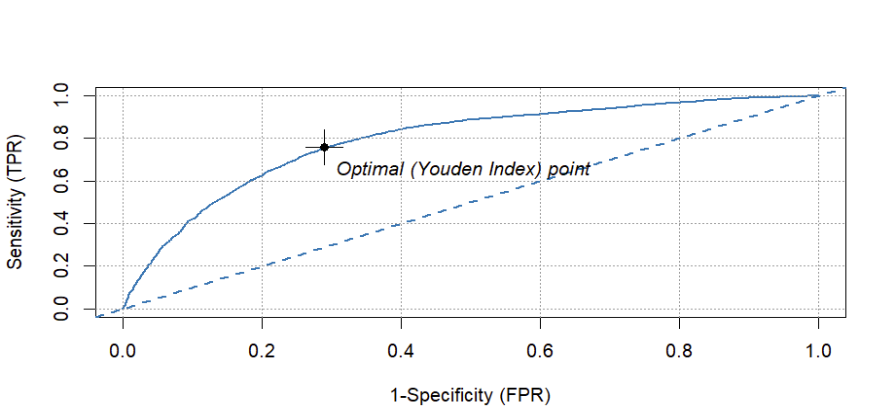 1.0
0.8
0.6
0.4
0.2
0.0
Sensitivity (TPR)
Optimal (Youden Index) point
0.0 0.2 0.4 0.6 0.8 1.0
1-Specificity (FPR)